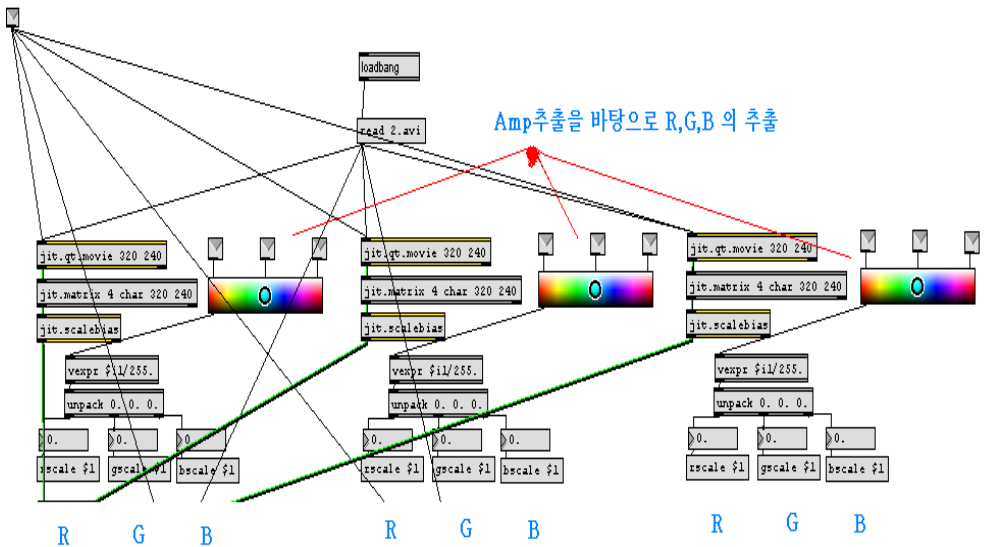 loadbang
read 2.avi
Amp추출을 바탕으로 R,G,B 의 추출
jit.qt.movie 320 240
jit.matrix 4 char 320 240
jit.scalebias
vexpr $i1/255.
unpack 0. 0. 0.
0.
0.
0.
rscale $1
gscale $1
bscale $1
R
G
B
jit.qt.movie 320 240
jit.matrix 4 char 320 240
jit.scalebias
vexpr $i1/255.
unpack 0. 0. 0.
0.
0.
0.
rscale $1
gscale $1
bscale $1
R
G
B
jit.qt.movie 320 240
jit.matrix 4 char 320 240
jit.scalebias
vexpr $i1/255.
unpack 0. 0. 0.
0.
0.
0.
rscale $1
gscale $1
bscale $1
R
G
B